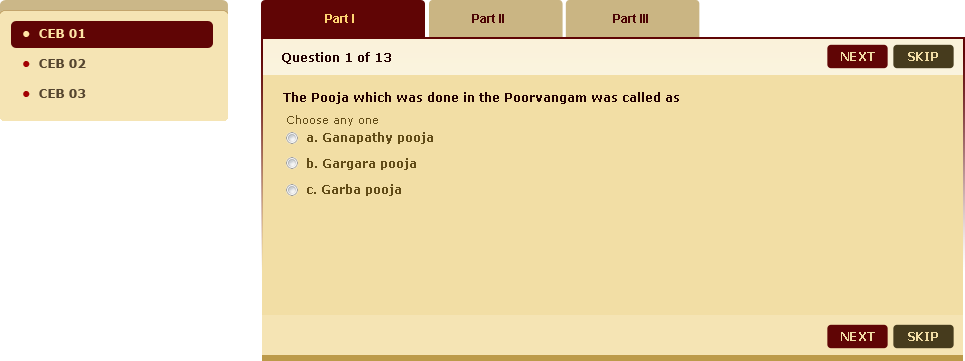 CEB 01
CEB 02
CEB 03
Part I
Part II
Part III
Question 1 of 13
NEXT
SKIP
The Pooja which was done in the Poorvangam was called as
Choose any one
a. Ganapathy pooja
b. Gargara pooja
c. Garba pooja
NEXT
SKIP